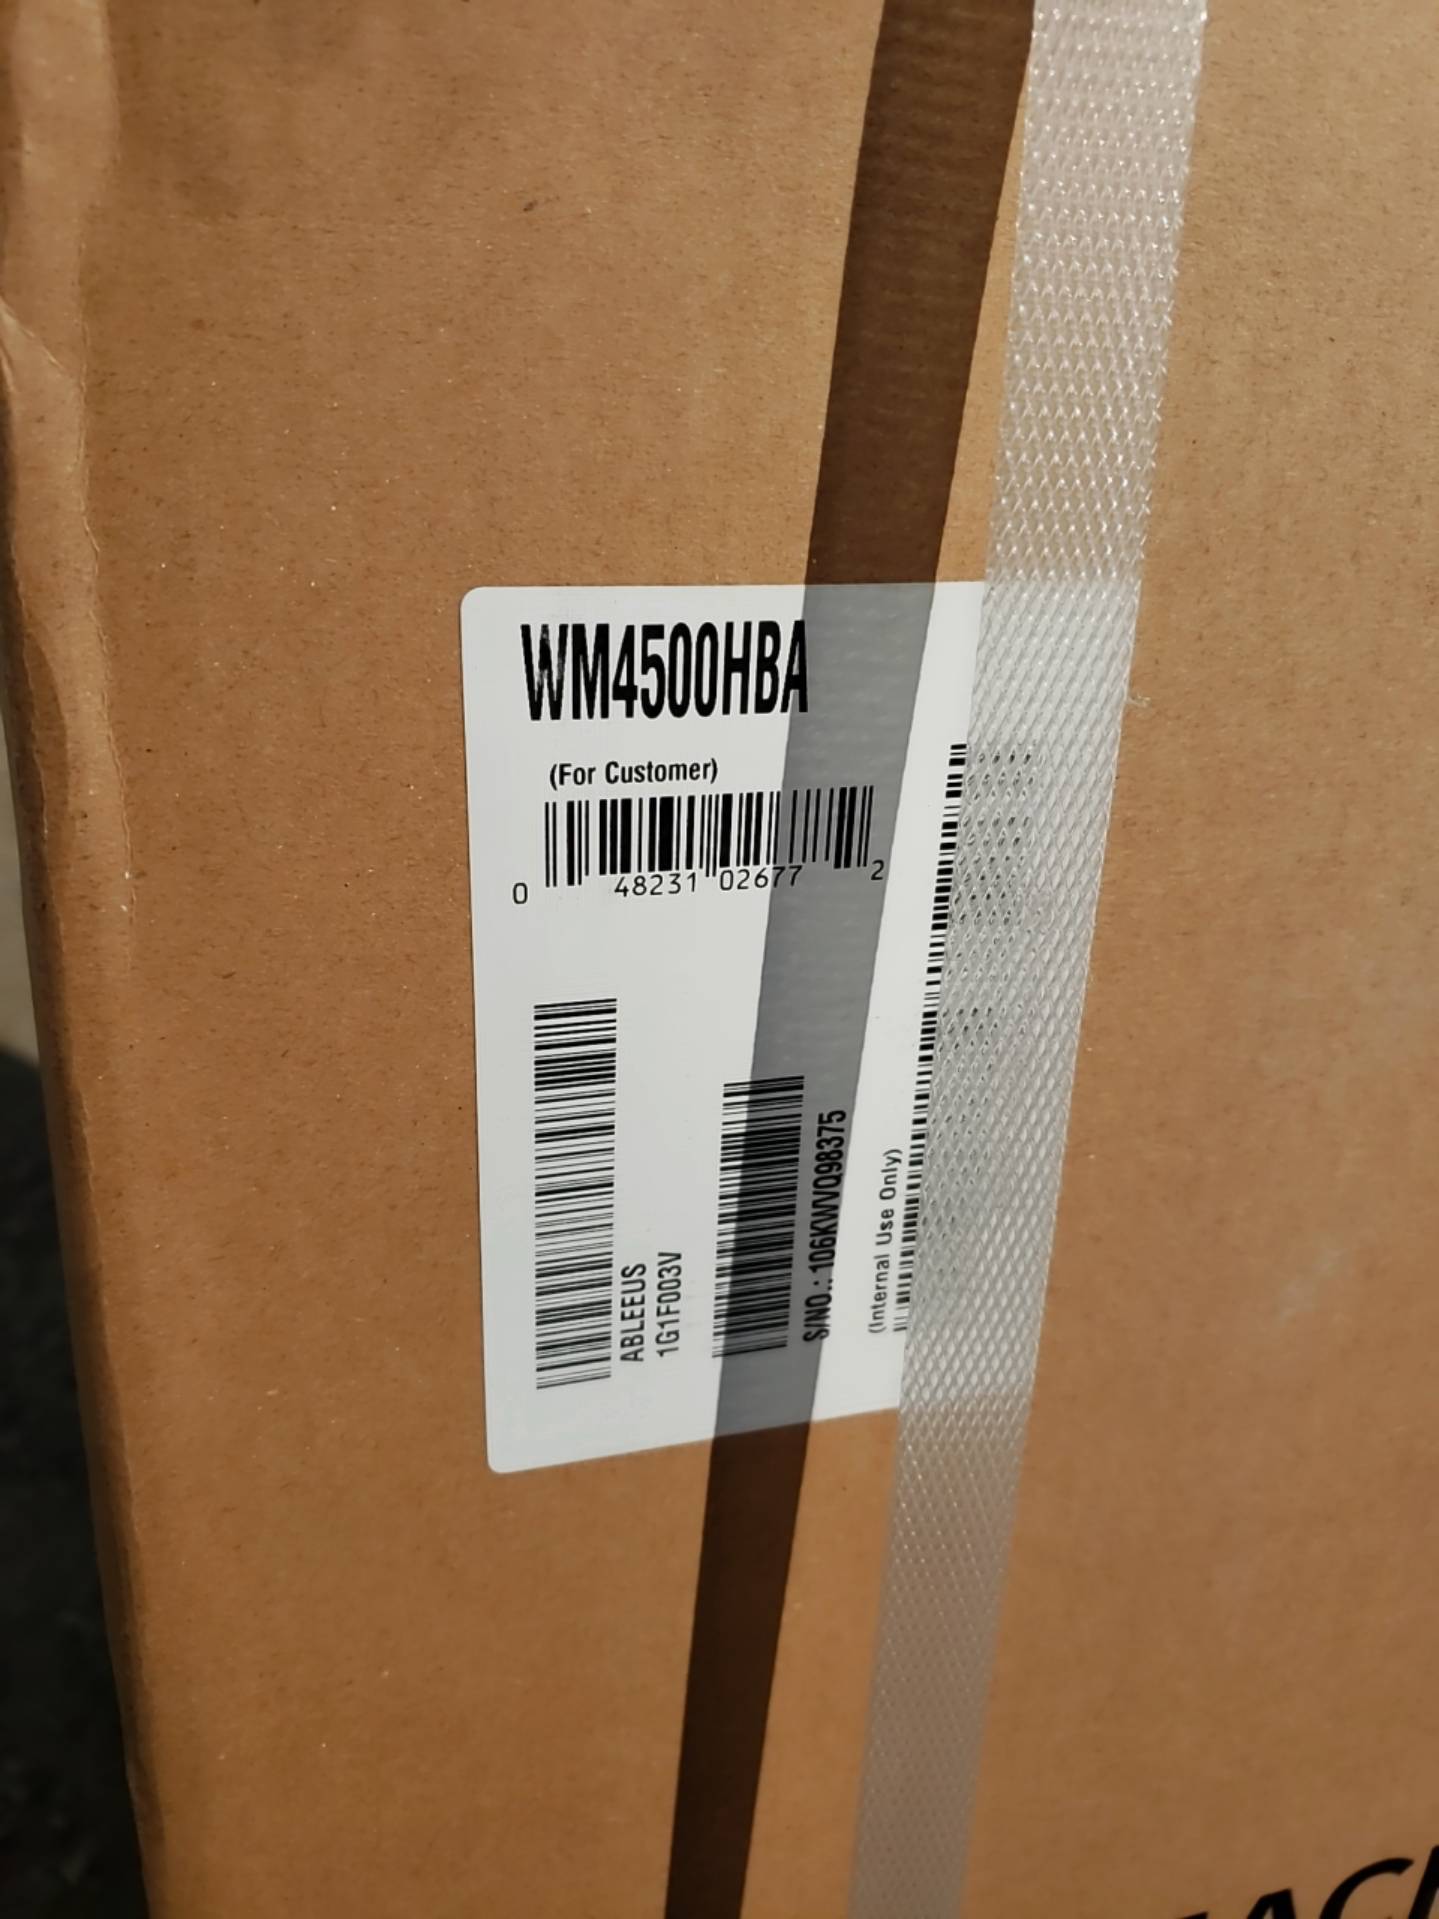 WM4500HBA
(For Customer)
0 48231 02677 2
ABLEEUS
1G1F003V
S/NO.: 106KWVQ98375
(Internal Use Only)